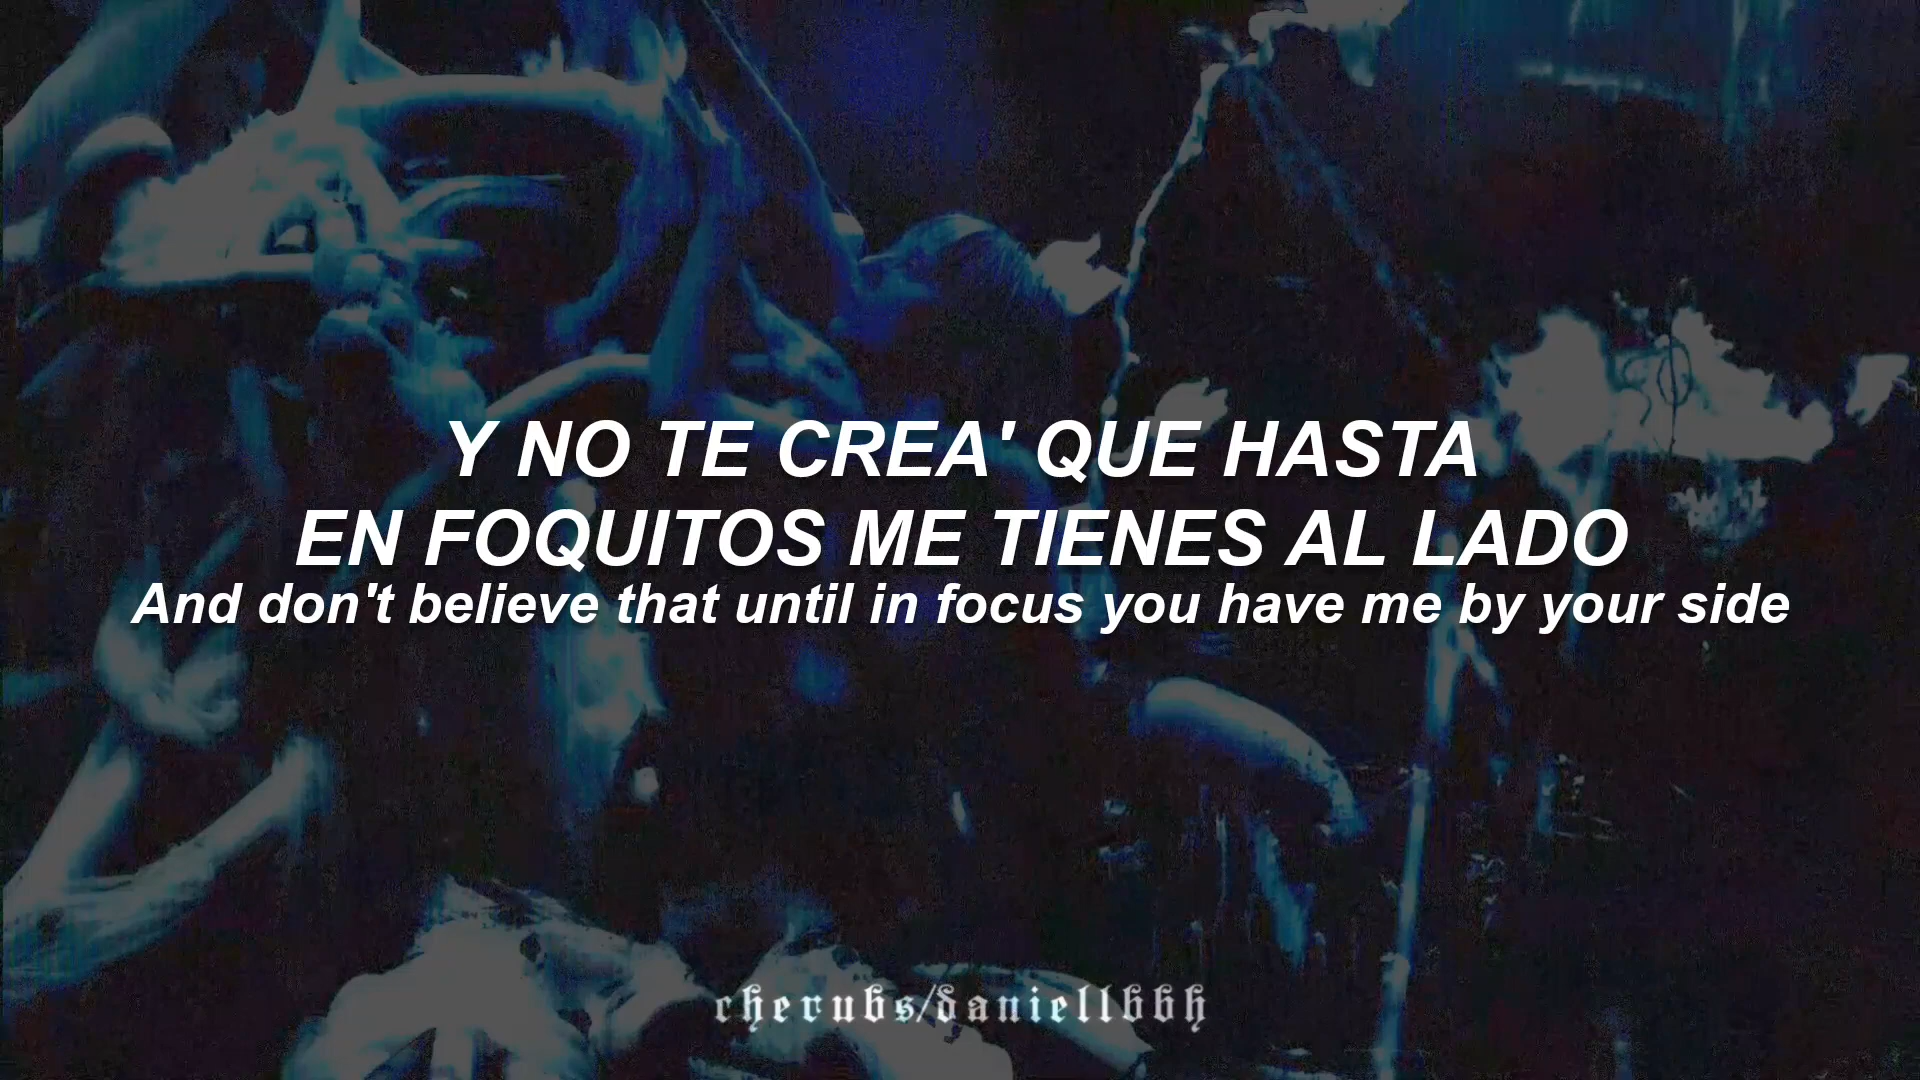 Y NO TE CREA' QUE HASTA
EN FOQUITOS ME TIENES AL LADO
And don't believe that until in focus you have me by your side
cherubs/daniellbbh